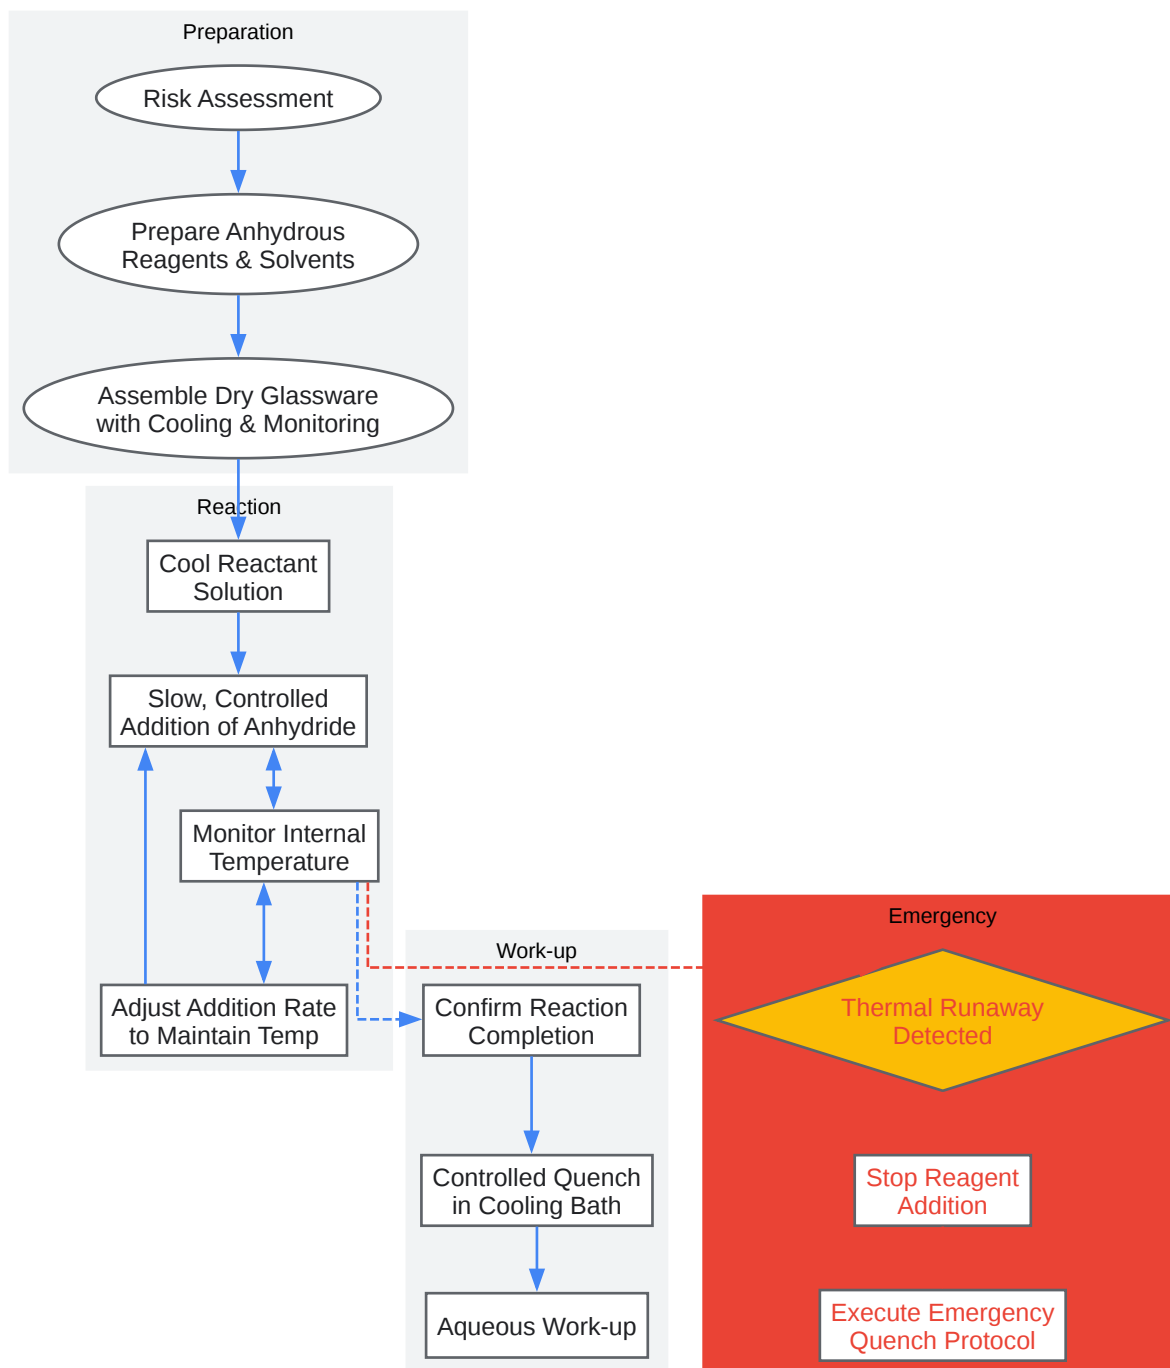 Preparation
Risk Assessment
Prepare Anhydrous
Reagents & Solvents
Assemble Dry Glassware
with Cooling & Monitoring
Reaction
Cool Reactant
Solution
Slow, Controlled
Addition of Anhydride
Monitor Internal
Temperature
Adjust Addition Rate
to Maintain Temp
Work-up
Confirm Reaction
Completion
Controlled Quench
in Cooling Bath
Aqueous Work-up
Emergency
Thermal Runaway
Detected
Stop Reagent
Addition
Execute Emergency
Quench Protocol